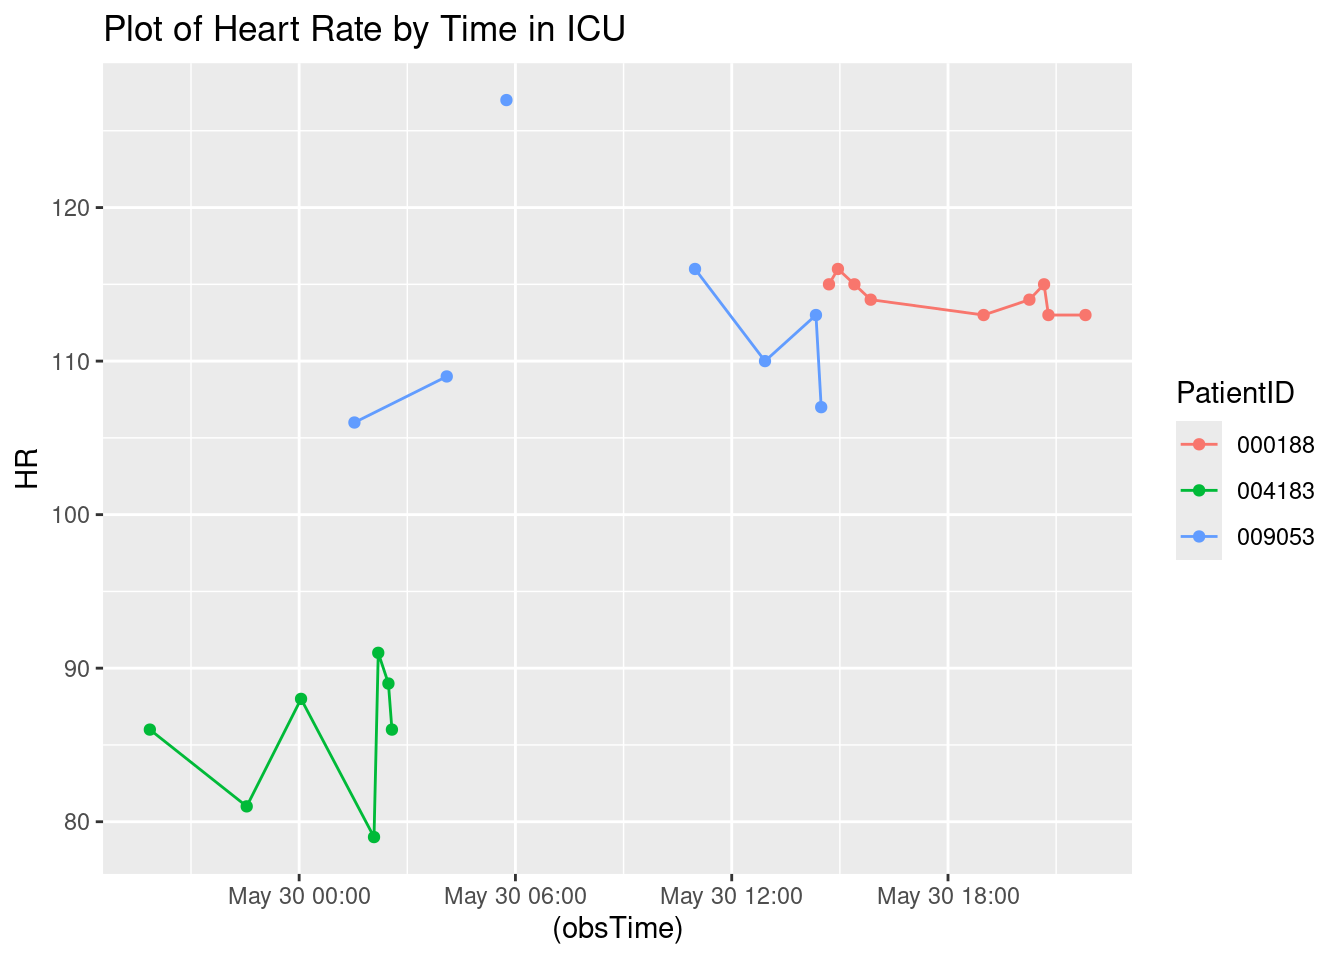 Plot of Heart Rate by Time in ICU
120
110
100
90
80
HR
May 30 00:00 May 30 06:00 May 30 12:00 May 30 18:00
(obsTime)
PatientID
000188
004183
009053